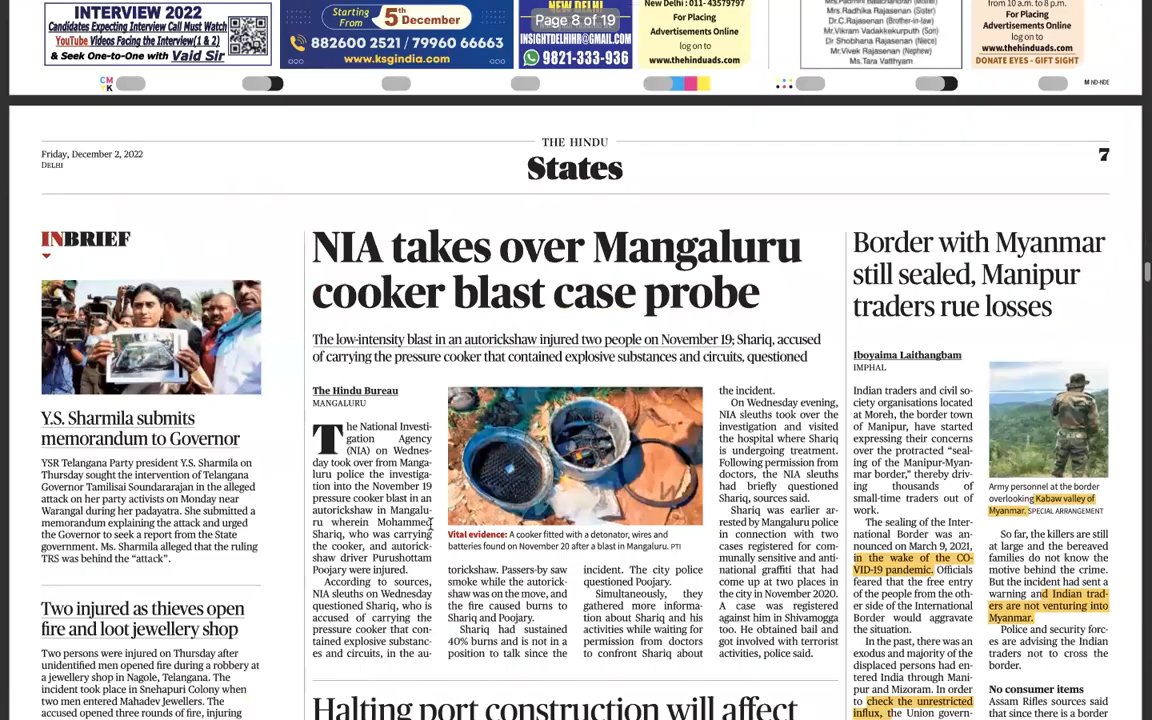 INTERVIEW 2022
Candidates Expecting Interview Call Must Watch
YouTube Videos Facing the Interview(1 & 2)
& Seek One-to-One with Vaid Sir
Starting
From
5th
December
882600 2521 / 79960 66663
www.ksgindia.com
NEW DELHI
INSIGHTDELHIHR@GMAIL.COM
9821-333-936
Page 8 of 19
New Delhi : 011- 43579797
For Placing
Advertisements Online
log on to
www.thehinduads.com
Mrs.Radhika Rajasenan (Sister)
Dr.C.Rajasenan (Brother-in-law)
Mr.Vikram Vadakkekurputh (Son)
Dr Shobhana Rajasenan (Niece)
Mr.Vivek Rajasenan (Nephew)
Ms.Tara Vatthyam
from 10 a.m. to 8 p.m.
For Placing
Advertisements Online
log on to
www.thehinduads.com
DONATE EYES - GIFT SIGHT
CM
K
M ND-NDE
Friday, December 2, 2022
DELHI
THE HINDU
States
7
INBRIEF
Y.S. Sharmila submits
memorandum to Governor
YSR Telangana Party president Y.S. Sharmila on
Thursday sought the intervention of Telangana
Governor Tamilisai Soundararajan in the alleged
attack on her party activists on Monday near
Warangal during her padayatra. She submitted a
memorandum explaining the attack and urged
the Governor to seek a report from the State
government. Ms. Sharmila alleged that the ruling
TRS was behind the “attack”.
Two injured as thieves open
fire and loot jewellery shop
Two persons were injured on Thursday after
unidentified men opened fire during a robbery at
a jewellery shop in Nagole, Telangana. The
incident took place in Snehapuri Colony when
two men entered Mahadev Jewellers. The
accused opened three rounds of fire, injuring
NIA takes over Mangaluru
cooker blast case probe
The low-intensity blast in an autorickshaw injured two people on November 19; Shariq, accused
of carrying the pressure cooker that contained explosive substances and circuits, questioned
The Hindu Bureau
MANGALURU
The National Investi-
gation Agency
(NIA) on Wednes-
day took over from Manga-
luru police the investiga-
tion into the November 19
pressure cooker blast in an
autorickshaw in Mangalu-
ru wherein Mohammed
Shariq, who was carrying
the cooker, and autorick-
shaw driver Purushottam
Poojary were injured.
According to sources,
NIA sleuths on Wednesday
questioned Shariq, who is
accused of carrying the
pressure cooker that con-
tained explosive substanc-
es and circuits, in the au-
Vital evidence: A cooker fitted with a detonator, wires and
batteries found on November 20 after a blast in Mangaluru. PTI
torickshaw. Passers-by saw
smoke while the autorick-
shaw was on the move, and
the fire caused burns to
Shariq and Poojary.
Shariq had sustained
40% burns and is not in a
position to talk since the
incident. The city police
questioned Poojary.
Simultaneously, they
gathered more informa-
tion about Shariq and his
activities while waiting for
permission from doctors
to confront Shariq about
the incident.
On Wednesday evening,
NIA sleuths took over the
investigation and visited
the hospital where Shariq
is undergoing treatment.
Following permission from
doctors, the NIA sleuths
had briefly questioned
Shariq, sources said.
Shariq was earlier ar-
rested by Mangaluru police
in connection with two
cases registered for com-
munally sensitive and anti-
national graffiti that had
come up at two places in
the city in November 2020.
A case was registered
against him in Shivamogga
too. He obtained bail and
got involved with terrorist
activities, police said.
Halting port construction will affect
Border with Myanmar
still sealed, Manipur
traders rue losses
Iboyaima Laithangbam
IMPHAL
Indian traders and civil so-
ciety organisations located
at Moreh, the border town
of Manipur, have started
expressing their concerns
over the protracted “seal-
ing of the Manipur-Myan-
mar border,” thereby driv-
ing thousands of
small-time traders out of
work.
The sealing of the Inter-
national Border was an-
nounced on March 9, 2021,
in the wake of the CO-
VID-19 pandemic. Officials
feared that the free entry
of the people from the oth-
er side of the International
Border would aggravate
the situation.
In the past, there was an
exodus and majority of the
displaced persons had en-
tered India through Mani-
pur and Mizoram. In order
to check the unrestricted
influx, the Union govern-
Army personnel at the border
overlooking Kabaw valley of
Myanmar. SPECIAL ARRANGEMENT
So far, the killers are still
at large and the bereaved
families do not know the
motive behind the crime.
But the incident had sent a
warning and Indian trad-
ers are not venturing into
Myanmar.
Police and security forc-
es are advising the Indian
traders not to cross the
border.
No consumer items
Assam Rifles sources said
that since there is a border